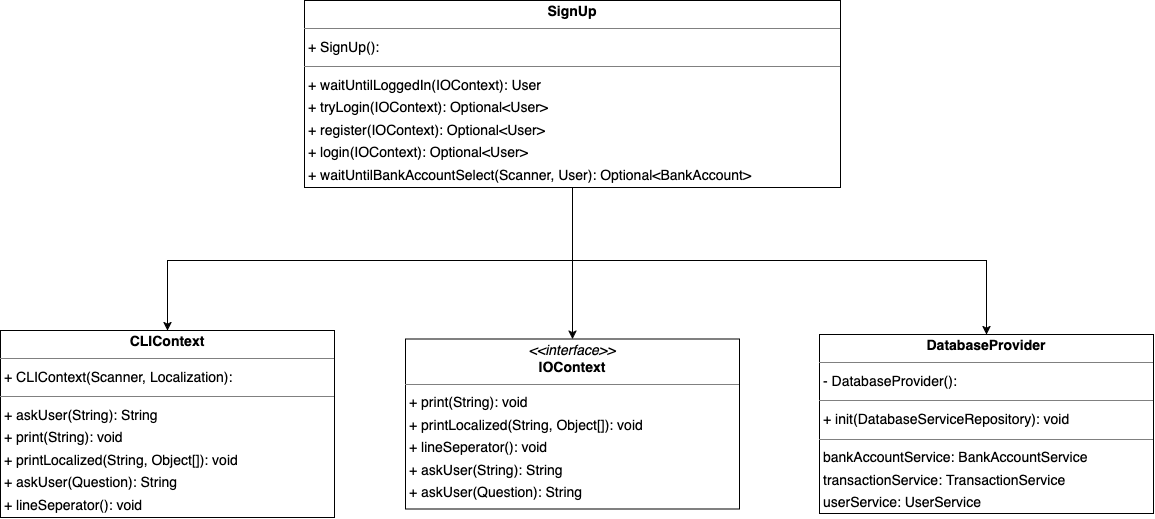 SignUp
+ SignUp():
+ waitUntilLoggedIn(IOContext): User
+ tryLogin(IOContext): Optional<User>
+ register(IOContext): Optional<User>
+ login(IOContext): Optional<User>
+ waitUntilBankAccountSelect(Scanner, User): Optional<BankAccount>
CLIContext
+ CLIContext(Scanner, Localization):
+ askUser(String): String
+ print(String): void
+ printLocalized(String, Object[]): void
+ askUser(Question): String
+ lineSeperator(): void
<<interface>>
IOContext
+ print(String): void
+ printLocalized(String, Object[]): void
+ lineSeperator(): void
+ askUser(String): String
+ askUser(Question): String
DatabaseProvider
- DatabaseProvider():
+ init(DatabaseServiceRepository): void
bankAccountService: BankAccountService
transactionService: TransactionService
userService: UserService